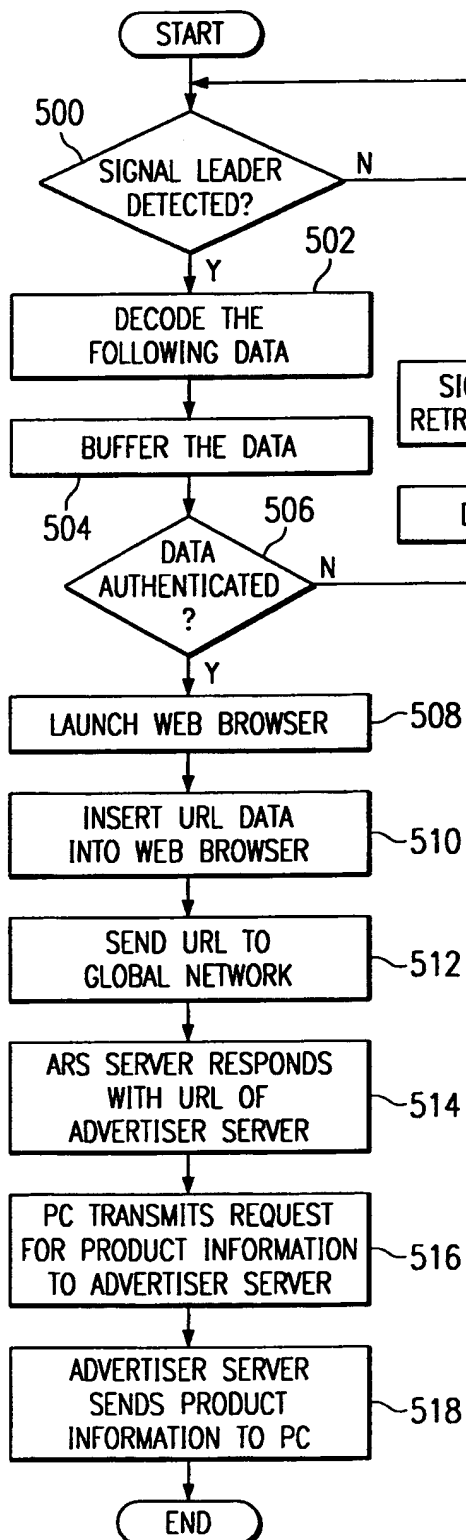 START
500
SIGNAL LEADER
DETECTED?
N
Y
502
DECODE THE
FOLLOWING DATA
BUFFER THE DATA
504
506
DATA
AUTHENTICATED
?
N
Y
LAUNCH WEB BROWSER
508
INSERT URL DATA
INTO WEB BROWSER
510
SEND URL TO
GLOBAL NETWORK
512
ARS SERVER RESPONDS
WITH URL OF
ADVERTISER SERVER
514
PC TRANSMITS REQUEST
FOR PRODUCT INFORMATION
TO ADVERTISER SERVER
516
ADVERTISER SERVER
SENDS PRODUCT
INFORMATION TO PC
518
END